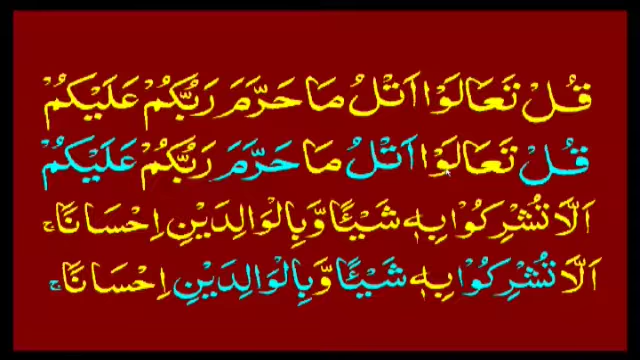 قُلْ تَعَالَوْا اَتْلُ مَا حَرَّمَ رَبُّكُمْ عَلَيْكُمْ
قُلْ تَعَالَوْا اَتْلُ مَا حَرَّمَ رَبُّكُمْ عَلَيْكُمْ
اَلَّا تُشْرِكُوْا بِهٖ شَيْـًٔا وَّ بِالْوَالِدَيْنِ اِحْسَانًا ۚ
اَلَّا تُشْرِكُوْا بِهٖ شَيْـًٔا وَّ بِالْوَالِدَيْنِ اِحْسَانًا ۚ